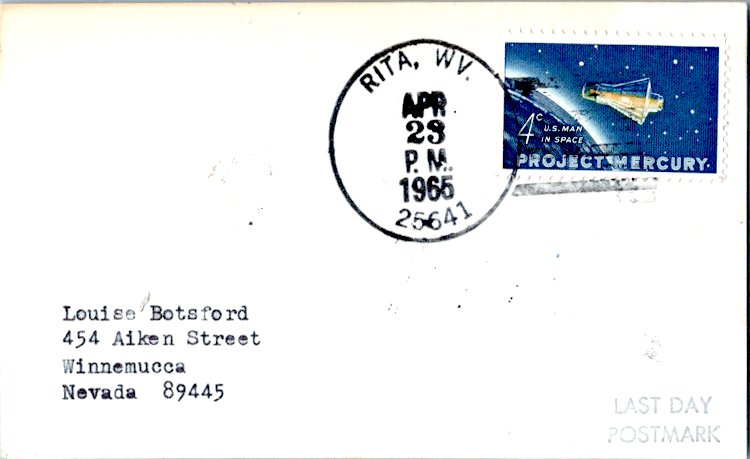 RITA, WV.
APR
23
P.M.
1965
25641
4c
U.S. MAN
IN SPACE
PROJECT MERCURY
Louise Botsford
454 Aiken Street
Winnemucca
Nevada 89445
LAST DAY
POSTMARK